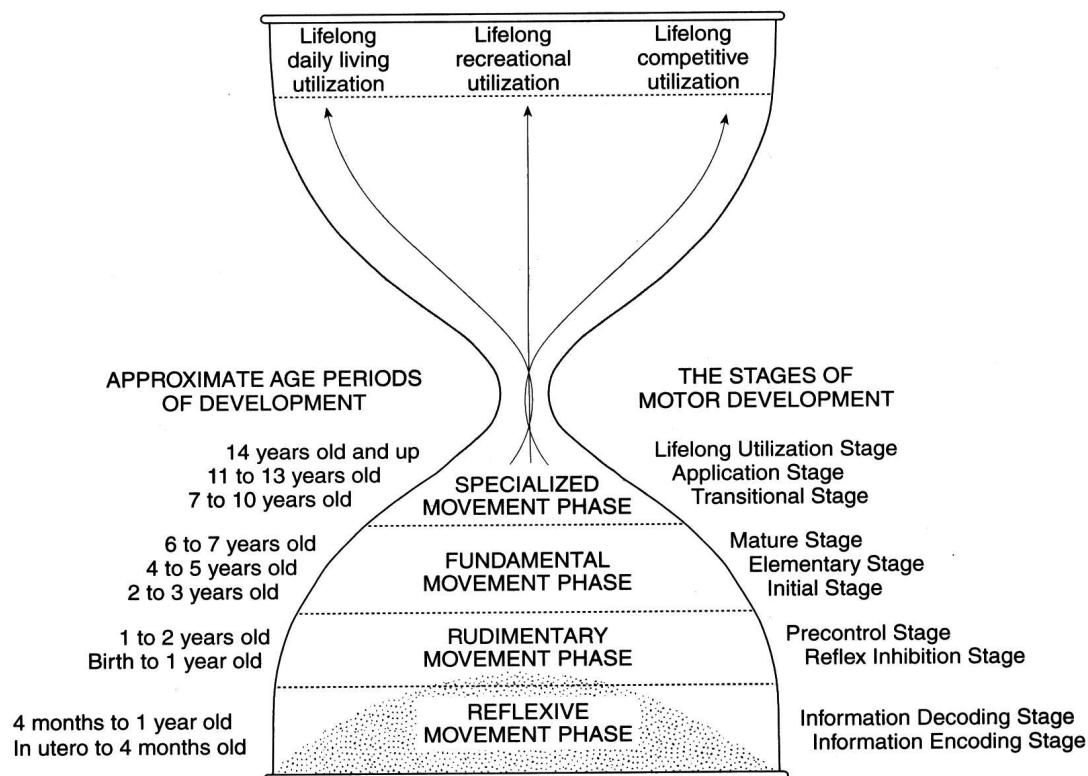 Lifelong
daily living
utilization
Lifelong
recreational
utilization
Lifelong
competitive
utilization
APPROXIMATE AGE PERIODS
OF DEVELOPMENT
THE STAGES OF
MOTOR DEVELOPMENT
14 years old and up
11 to 13 years old
7 to 10 years old
SPECIALIZED
MOVEMENT PHASE
Lifelong Utilization Stage
Application Stage
Transitional Stage
6 to 7 years old
4 to 5 years old
2 to 3 years old
FUNDAMENTAL
MOVEMENT PHASE
Mature Stage
Elementary Stage
Initial Stage
1 to 2 years old
Birth to 1 year old
RUDIMENTARY
MOVEMENT PHASE
Precontrol Stage
Reflex Inhibition Stage
4 months to 1 year old
In utero to 4 months old
REFLEXIVE
MOVEMENT PHASE
Information Decoding Stage
Information Encoding Stage